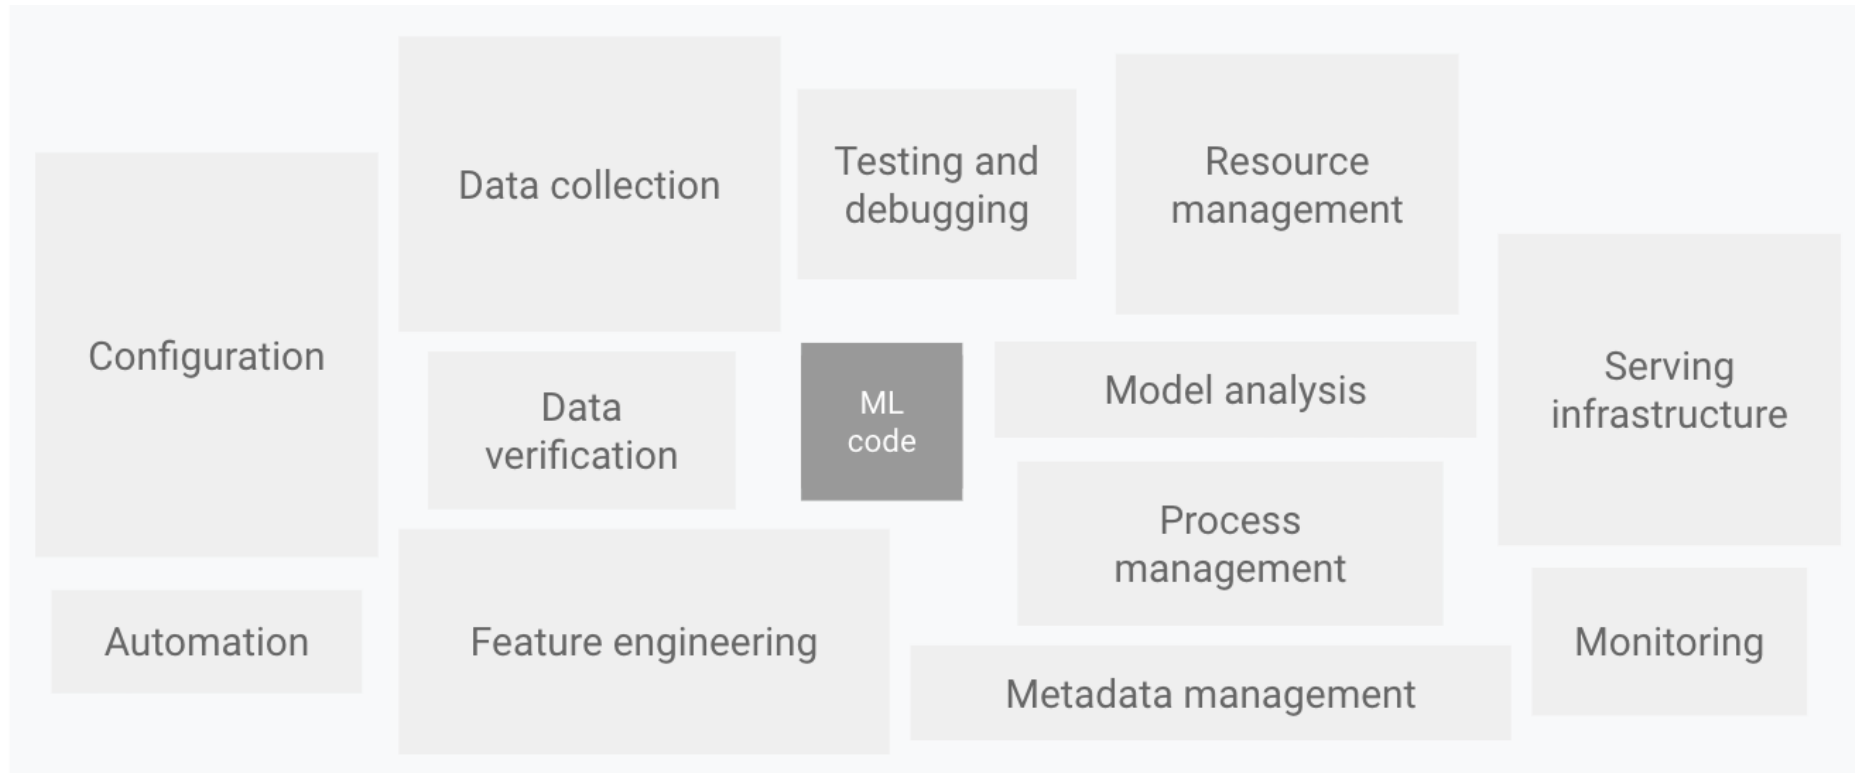 Data collection
Testing and
debugging
Resource
management
Configuration
Data
verification
ML
code
Model analysis
Serving
infrastructure
Process
management
Automation
Feature engineering
Metadata management
Monitoring